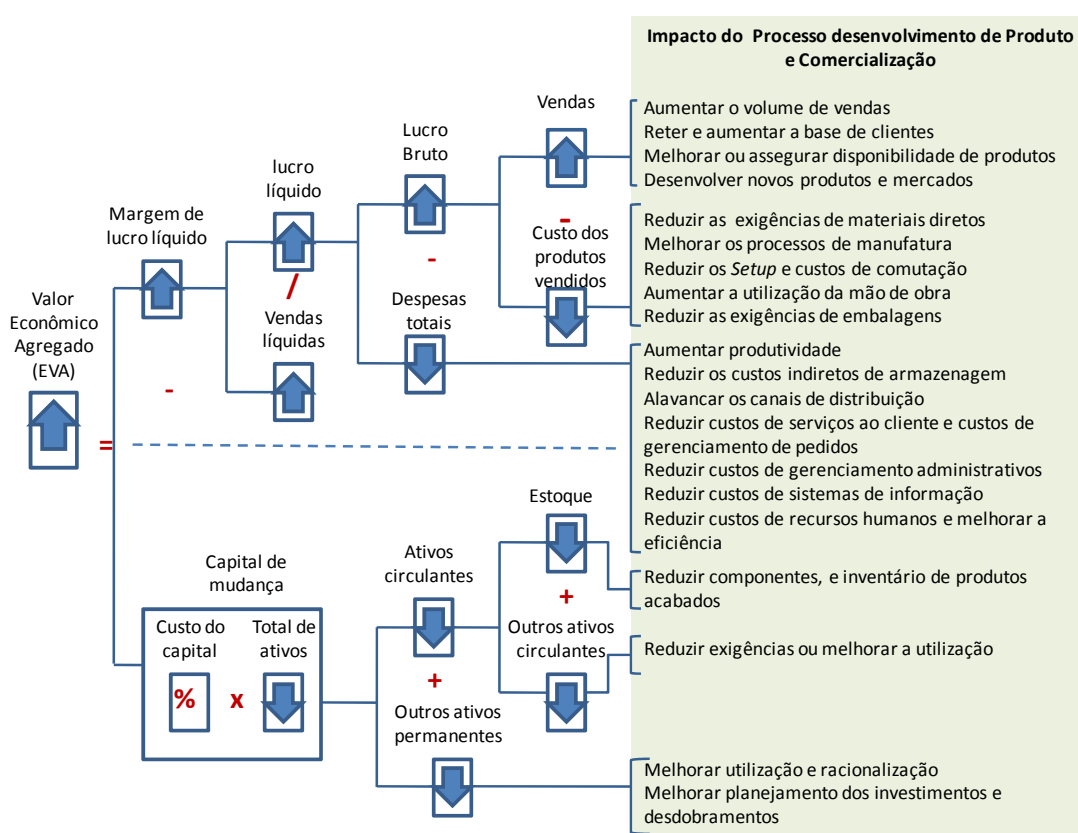 Impacto do Processo desenvolvimento de Produto
e Comercialização
Vendas
Aumentar o volume de vendas
Reter e aumentar a base de clientes
Melhorar ou assegurar disponibilidade de produtos
Desenvolver novos produtos e mercados
Lucro
Bruto
lucro
líquido
Margem de
lucro líquido
-
Custo dos
produtos
vendidos
Reduzir as exigências de materiais diretos
Melhorar os processos de manufatura
Reduzir os Setup e custos de comutação
Aumentar a utilização da mão de obra
Reduzir as exigências de embalagens
-
/
Despesas
totais
Vendas
líquidas
Valor
Econômico
Agregado
(EVA)
-
=
Aumentar produtividade
Reduzir os custos indiretos de armazenagem
Alavancar os canais de distribuição
Reduzir custos de serviços ao cliente e custos de
gerenciamento de pedidos
Reduzir custos de gerenciamento administrativos
Reduzir custos de sistemas de informação
Reduzir custos de recursos humanos e melhorar a
eficiência
Estoque
Ativos
circulantes
Capital de
mudança
+
Reduzir componentes, e inventário de produtos
acabados
Custo do
capital
Total de
ativos
Outros ativos
circulantes
Reduzir exigências ou melhorar a utilização
%
x
+
Outros ativos
permanentes
Melhorar utilização e racionalização
Melhorar planejamento dos investimentos e
desdobramentos